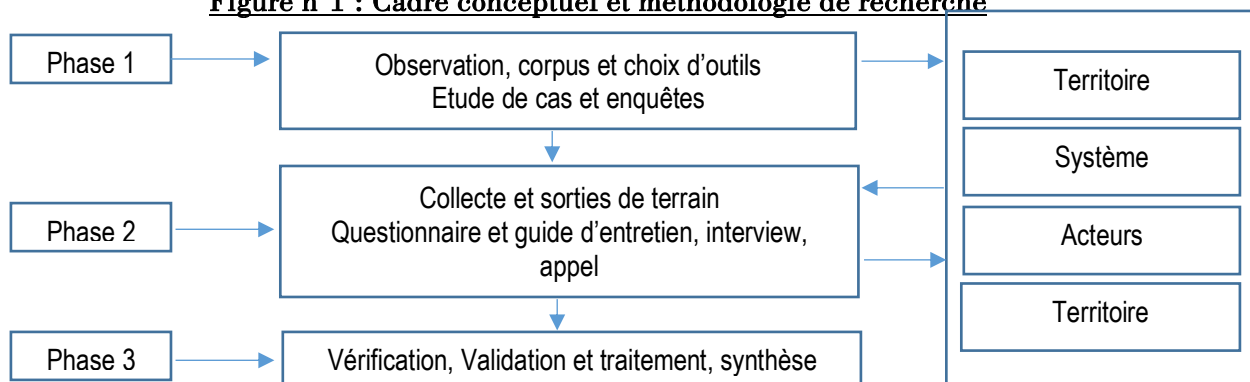 Figure n°1 : Cadre conceptuel et méthodologie de recherche
Phase 1
Observation, corpus et choix d'outils
Etude de cas et enquêtes
Territoire
Système
Phase 2
Collecte et sorties de terrain
Questionnaire et guide d'entretien, interview,
appel
Acteurs
Territoire
Phase 3
Vérification, Validation et traitement, synthèse